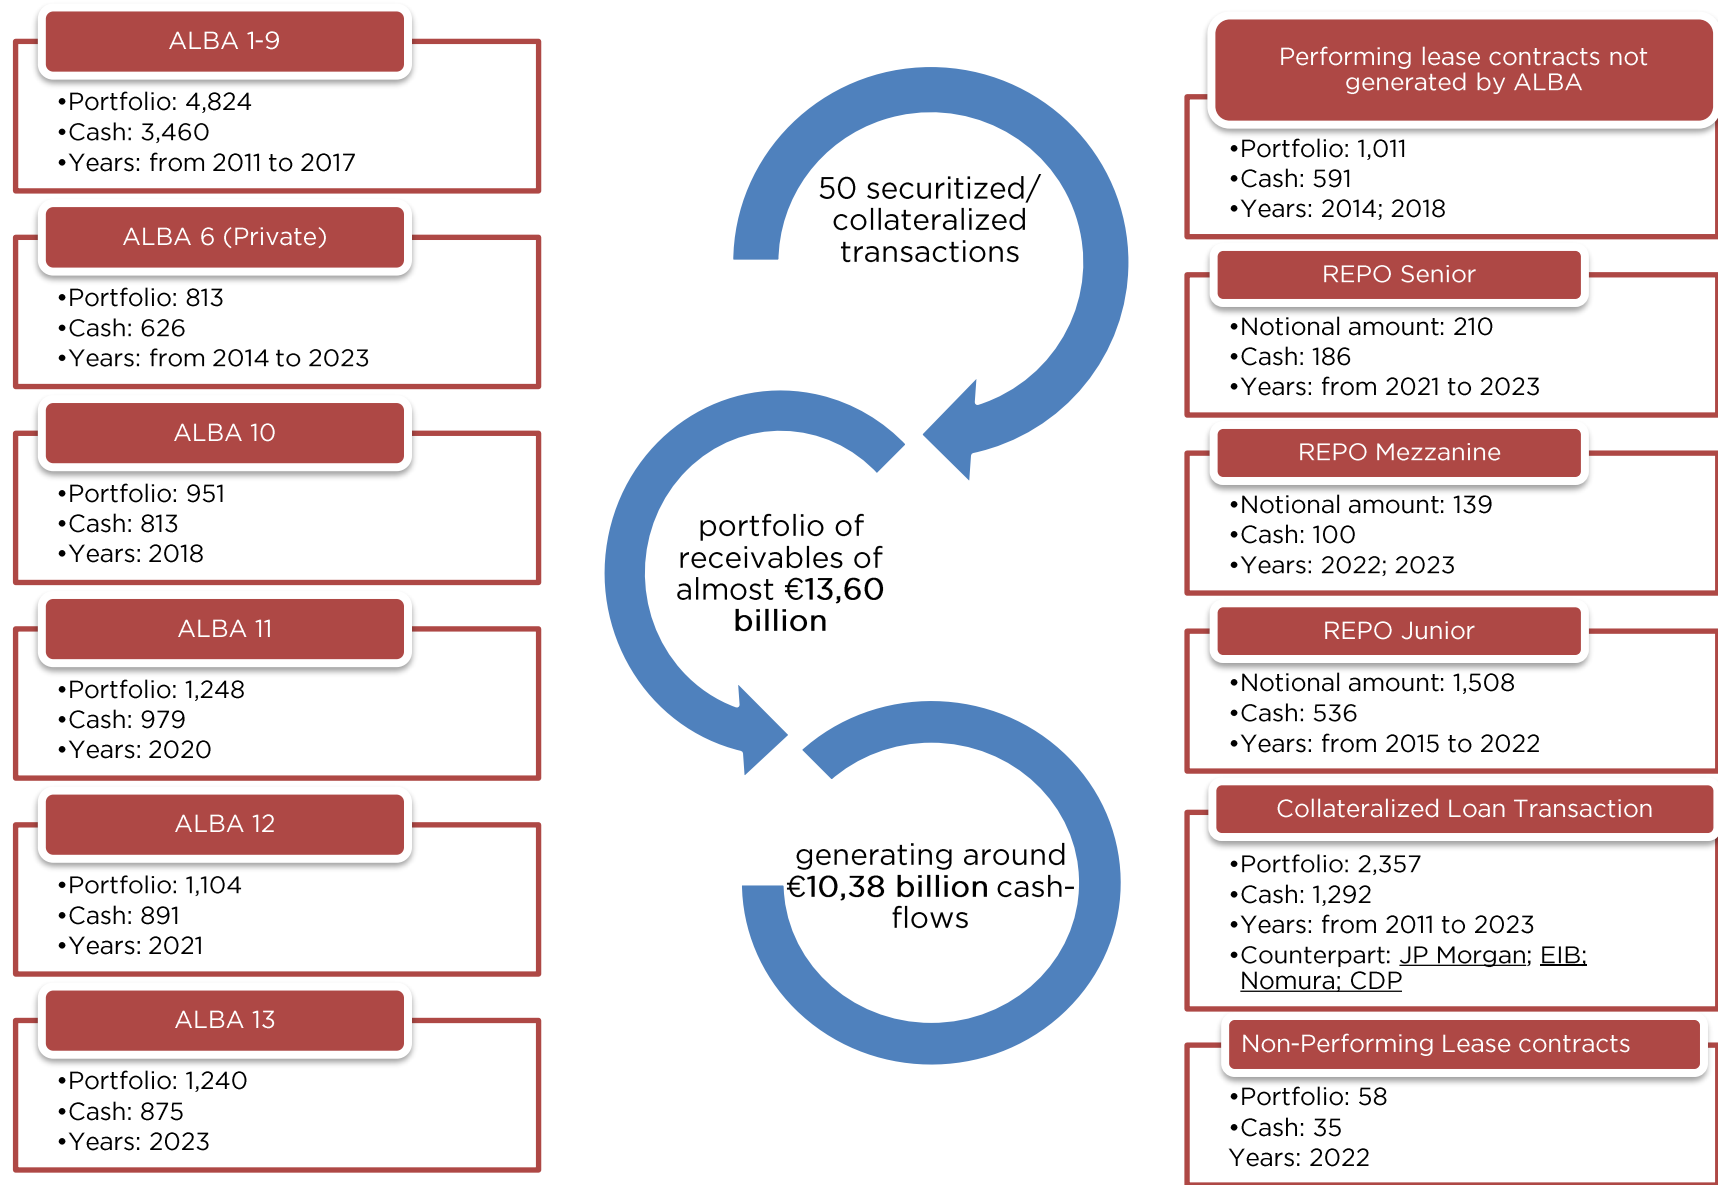 ALBA 1-9
•Portfolio: 4,824
•Cash: 3,460
•Years: from 2011 to 2017
ALBA 6 (Private)
•Portfolio: 813
•Cash: 626
•Years: from 2014 to 2023
ALBA 10
•Portfolio: 951
•Cash: 813
•Years: 2018
ALBA 11
•Portfolio: 1,248
•Cash: 979
•Years: 2020
ALBA 12
•Portfolio: 1,104
•Cash: 891
•Years: 2021
ALBA 13
•Portfolio: 1,240
•Cash: 875
•Years: 2023
50 securitized/
collateralized
transactions
portfolio of
receivables of
almost €13,60
billion
generating around
€10,38 billion cash-
flows
Performing lease contracts not
generated by ALBA
•Portfolio: 1,011
•Cash: 591
•Years: 2014; 2018
REPO Senior
•Notional amount: 210
•Cash: 186
•Years: from 2021 to 2023
REPO Mezzanine
•Notional amount: 139
•Cash: 100
•Years: 2022; 2023
REPO Junior
•Notional amount: 1,508
•Cash: 536
•Years: from 2015 to 2022
Collateralized Loan Transaction
•Portfolio: 2,357
•Cash: 1,292
•Years: from 2011 to 2023
•Counterpart: JP Morgan; EIB;
Nomura; CDP
Non-Performing Lease contracts
•Portfolio: 58
•Cash: 35
Years: 2022